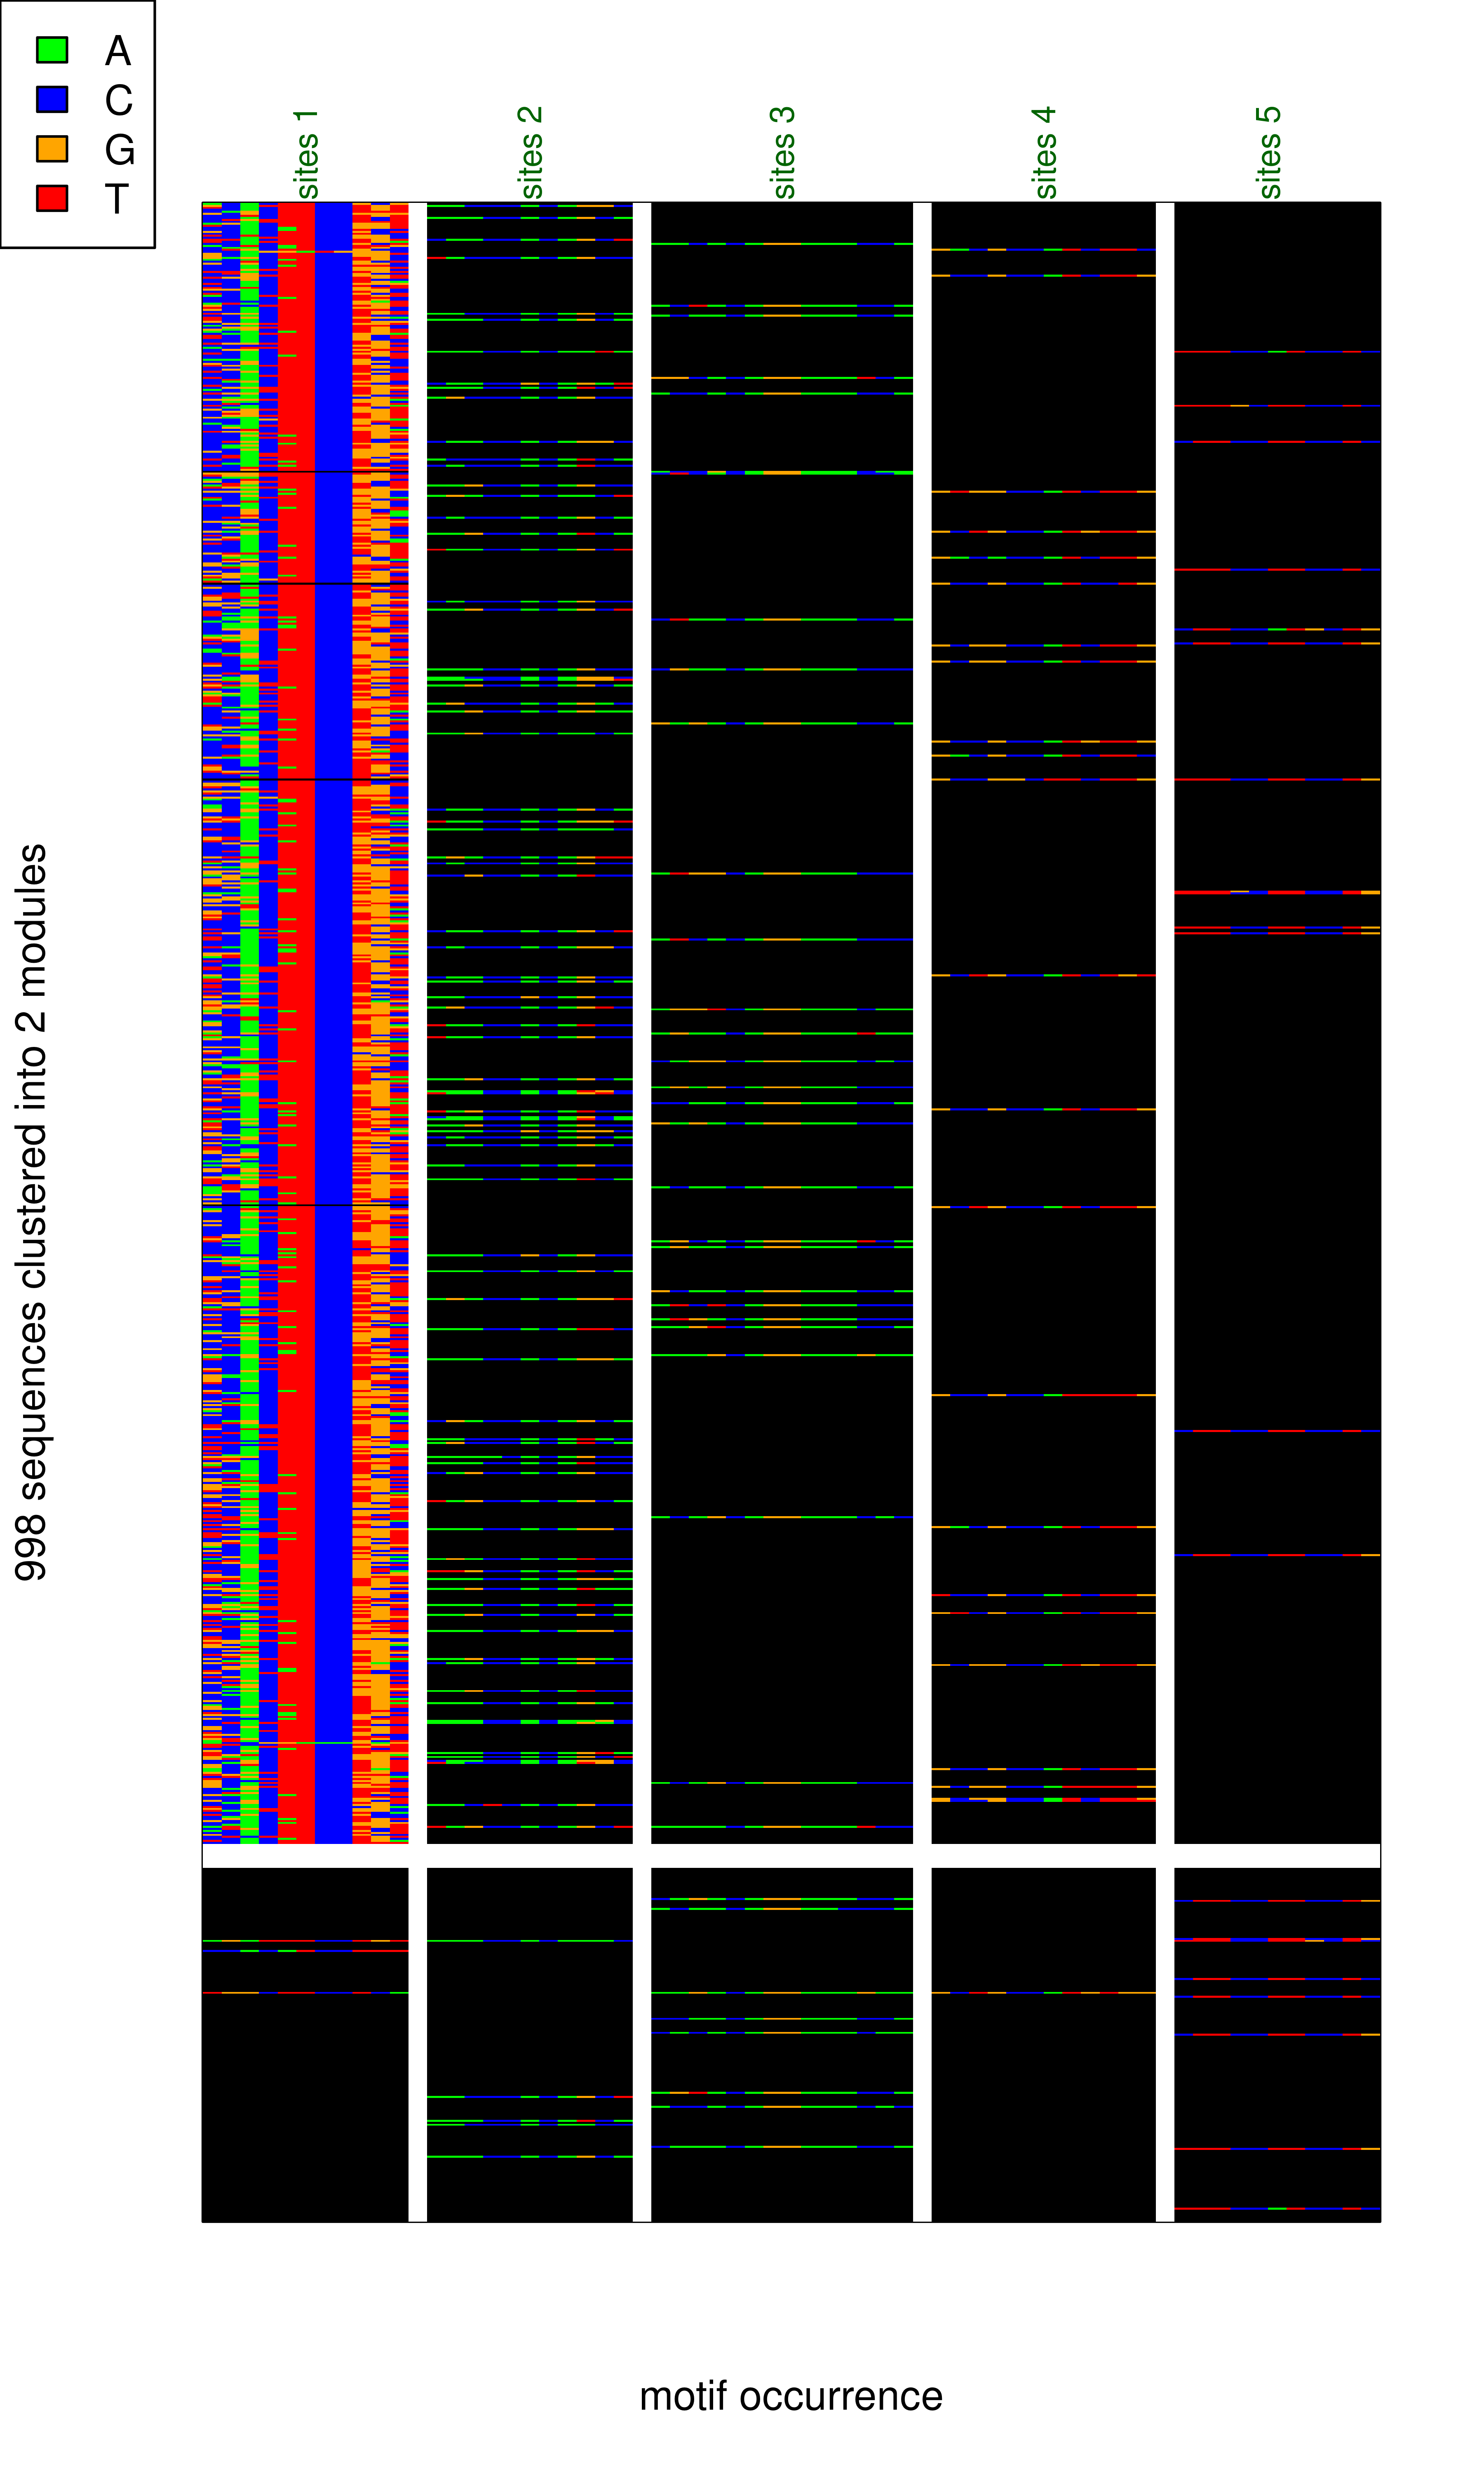 A
C
G
T
sites 1
sites 2
sites 3
sites 4
sites 5
998 sequences clustered into 2 modules
motif occurrence